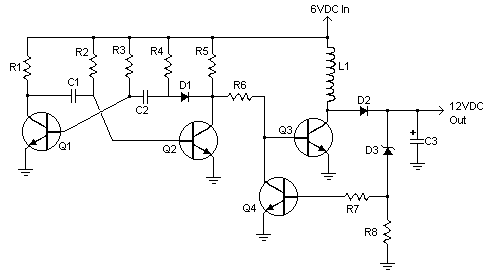 6VDC In
R1
R2
R3
R4
R5
L1
C1
C2
D1
R6
D2
12VDC
Out
Q1
Q2
Q3
D3
+
C3
Q4
R7
R8